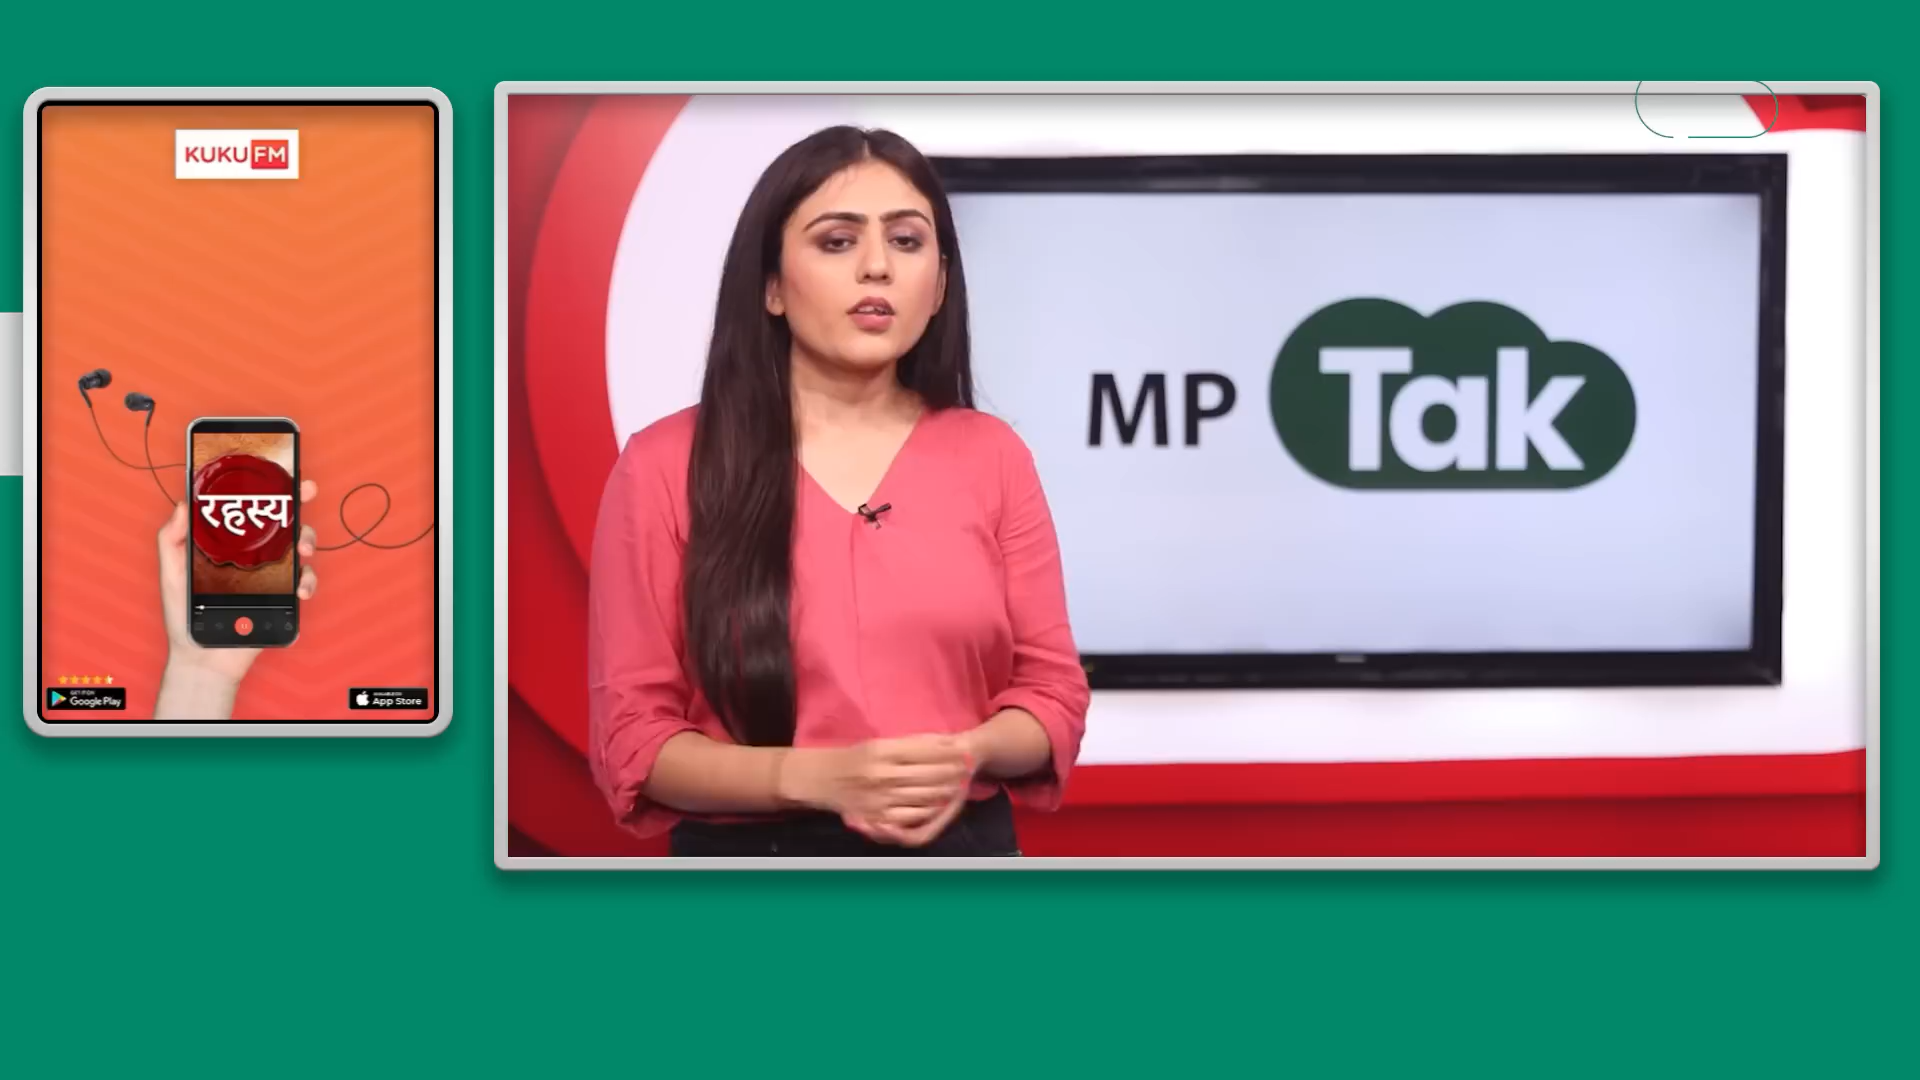 KUKU FM
रहस्य
GET IT ON
Google Play
App Store
MP Tak